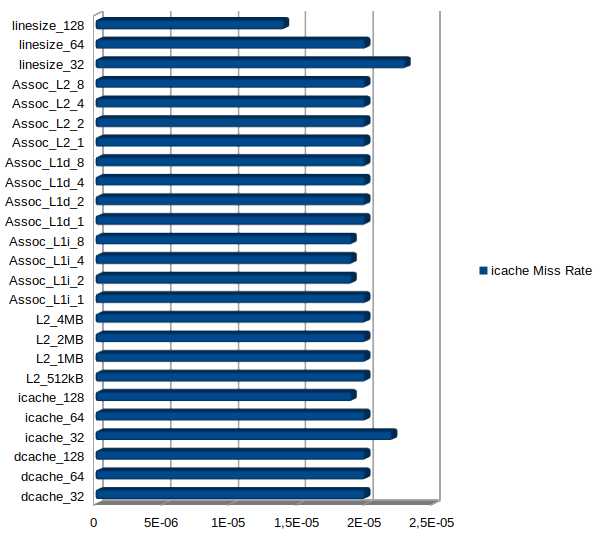 linesize_128
linesize_64
linesize_32
Assoc_L2_8
Assoc_L2_4
Assoc_L2_2
Assoc_L2_1
Assoc_L1d_8
Assoc_L1d_4
Assoc_L1d_2
Assoc_L1d_1
Assoc_L1i_8
Assoc_L1i_4
Assoc_L1i_2
Assoc_L1i_1
L2_4MB
L2_2MB
L2_1MB
L2_512kB
icache_128
icache_64
icache_32
dcache_128
dcache_64
dcache_32
icache Miss Rate
0 5E-06 1E-05 1,5E-05 2E-05 2,5E-05